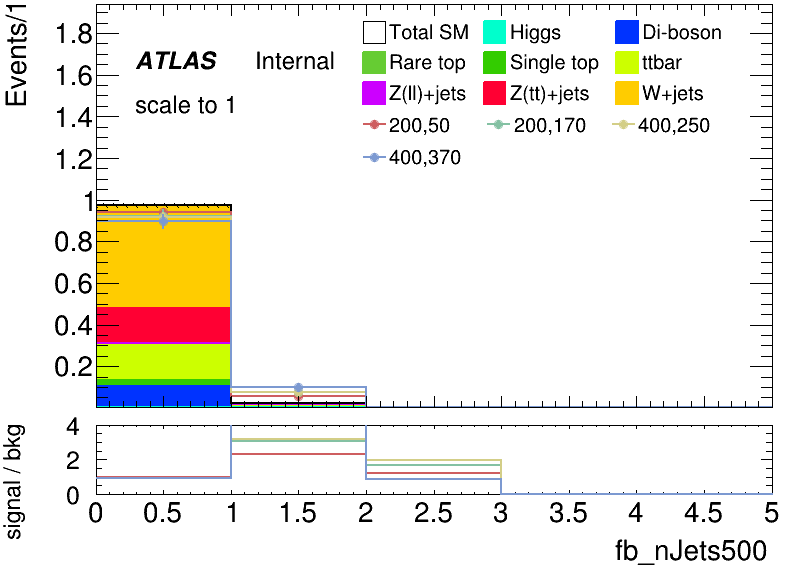 Events/1
1.8
1.6
1.4
1.2
1
0.8
0.6
0.4
0.2
ATLAS Internal
scale to 1
Total SM Higgs Di-boson
Rare top Single top ttbar
Z(ll)+jets Z(tt)+jets W+jets
200,50 200,170 400,250
400,370
signal / bkg
4
2
0
0 0.5 1 1.5 2 2.5 3 3.5 4 4.5 5
fb_nJets500